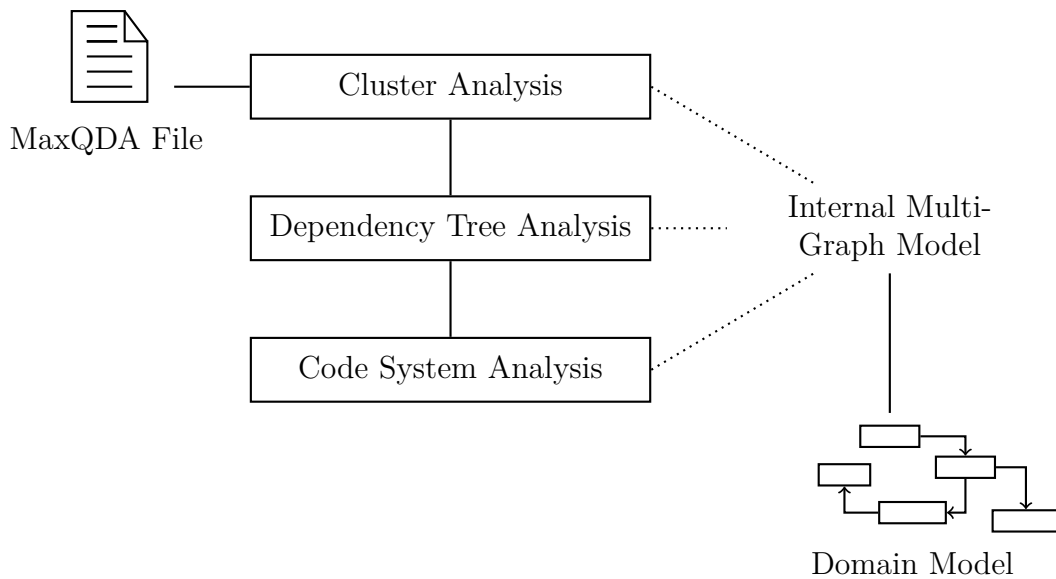 Cluster Analysis
MaxQDA File
Dependency Tree Analysis
Internal Multi-
Graph Model
Code System Analysis
Domain Model